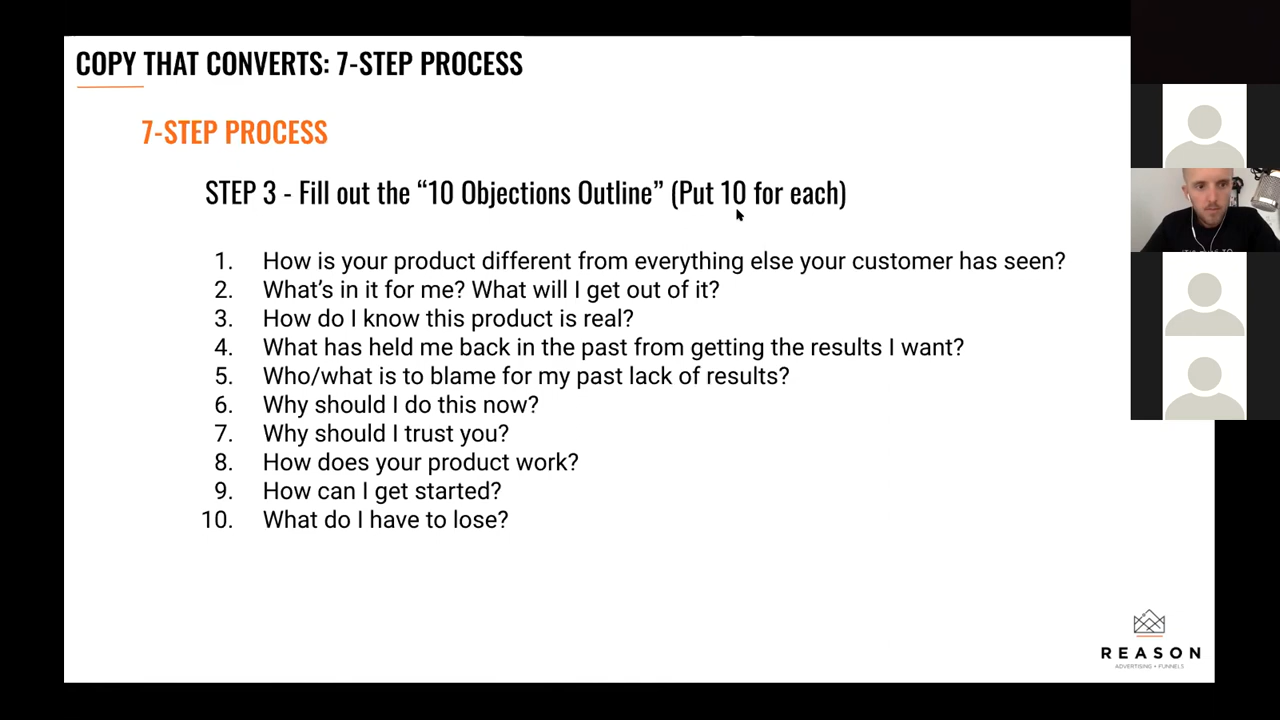 COPY THAT CONVERTS: 7-STEP PROCESS
7-STEP PROCESS
STEP 3 - Fill out the “10 Objections Outline” (Put 10 for each)
1. How is your product different from everything else your customer has seen?
2. What’s in it for me? What will I get out of it?
3. How do I know this product is real?
4. What has held me back in the past from getting the results I want?
5. Who/what is to blame for my past lack of results?
6. Why should I do this now?
7. Why should I trust you?
8. How does your product work?
9. How can I get started?
10. What do I have to lose?
REASON
ADVERTISING + FUNNELS